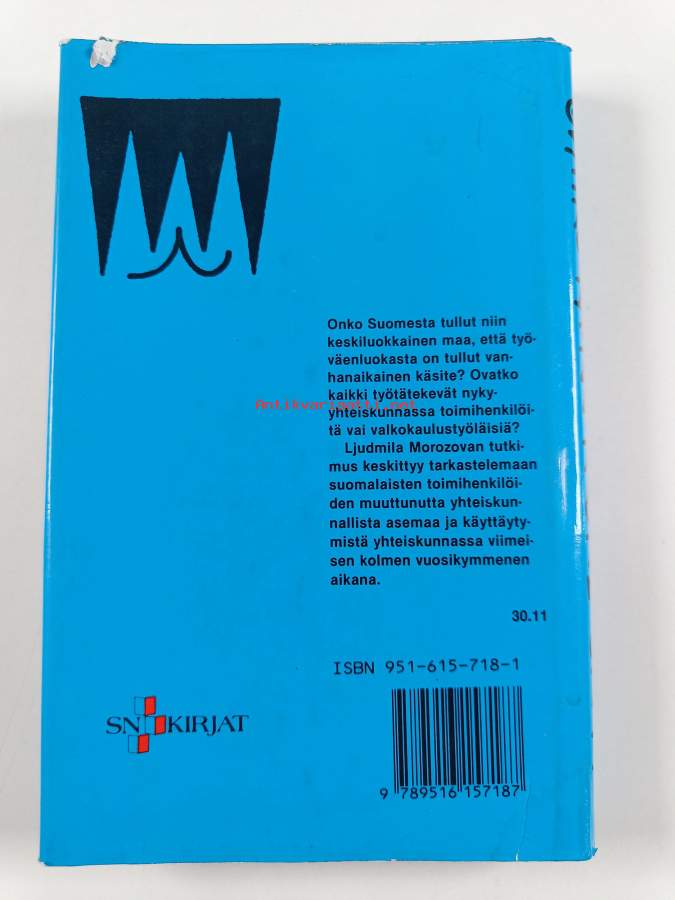 Onko Suomesta tullut niin
keskiluokkainen maa, että työ-
väenluokasta on tullut van-
hanaikainen käsite? Ovatko
kaikki työtätekevät nyky-
Antikvariaatti.net
yhteiskunnassa toimihenkilöi-
tä vai valkokaulustyöläisiä?
Ljudmila Morozovan tutki-
mus keskittyy tarkastelemaan
suomalaisten toimihenkilöi-
den muuttunutta yhteiskun-
nallista asemaa ja käyttäyty-
mistä yhteiskunnassa viimei-
sen kolmen vuosikymmenen
aikana.
30.11
ISBN 951-615-718-1
SN KIRJAT
9 789516 157187